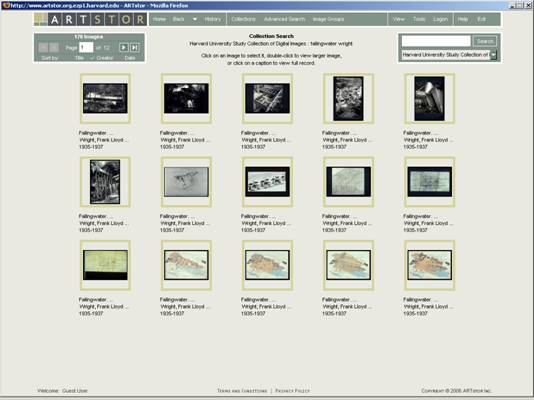 http://www.artstor.org.ezp1.harvard.edu - ARTstor - Mozilla Firefox
ARTSTOR
Home Back History Collections Advanced Search Image Groups View Tools Logon Help Exit
178 Images
Page 1 of 12
Sort by: Title ✓ Creator Date
Collection Search
Harvard University Study Collection of Digital Images : fallingwater wright
Click on an image to select it, double-click to view larger image,
or click on a caption to view full record.
Search
Harvard University Study Collection of
Fallingwater. ... Fallingwater. ... Fallingwater. ... Fallingwater. ... Fallingwater. ...
Wright, Frank Lloyd ... Wright, Frank Lloyd ... Wright, Frank Lloyd ... Wright, Frank Lloyd ... Wright, Frank Lloyd ...
1935-1937 1935-1937 1935-1937 1935-1937 1935-1937
Fallingwater. ... Fallingwater. ... Fallingwater. ... Fallingwater. ... Fallingwater. ...
Wright, Frank Lloyd ... Wright, Frank Lloyd ... Wright, Frank Lloyd ... Wright, Frank Lloyd ... Wright, Frank Lloyd ...
1935-1937 1935-1937 1935-1937 1935-1937 1935-1937
Fallingwater. ... Fallingwater. ... Fallingwater. ... Fallingwater. ... Fallingwater. ...
Wright, Frank Lloyd ... Wright, Frank Lloyd ... Wright, Frank Lloyd ... Wright, Frank Lloyd ... Wright, Frank Lloyd ...
1935-1937 1935-1937 1935-1937 1935-1937 1935-1937
Welcome: Guest User Terms and Conditions | Privacy Policy Copyright © 2006 ARTstor Inc.